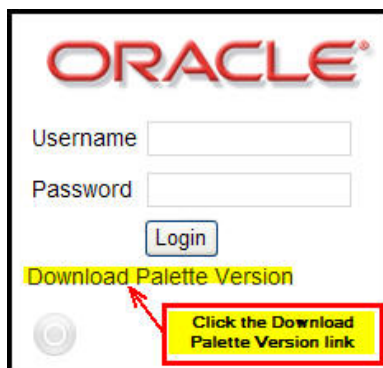 ORACLE®
Username
Password
Login
Download Palette Version
Click the Download
Palette Version link